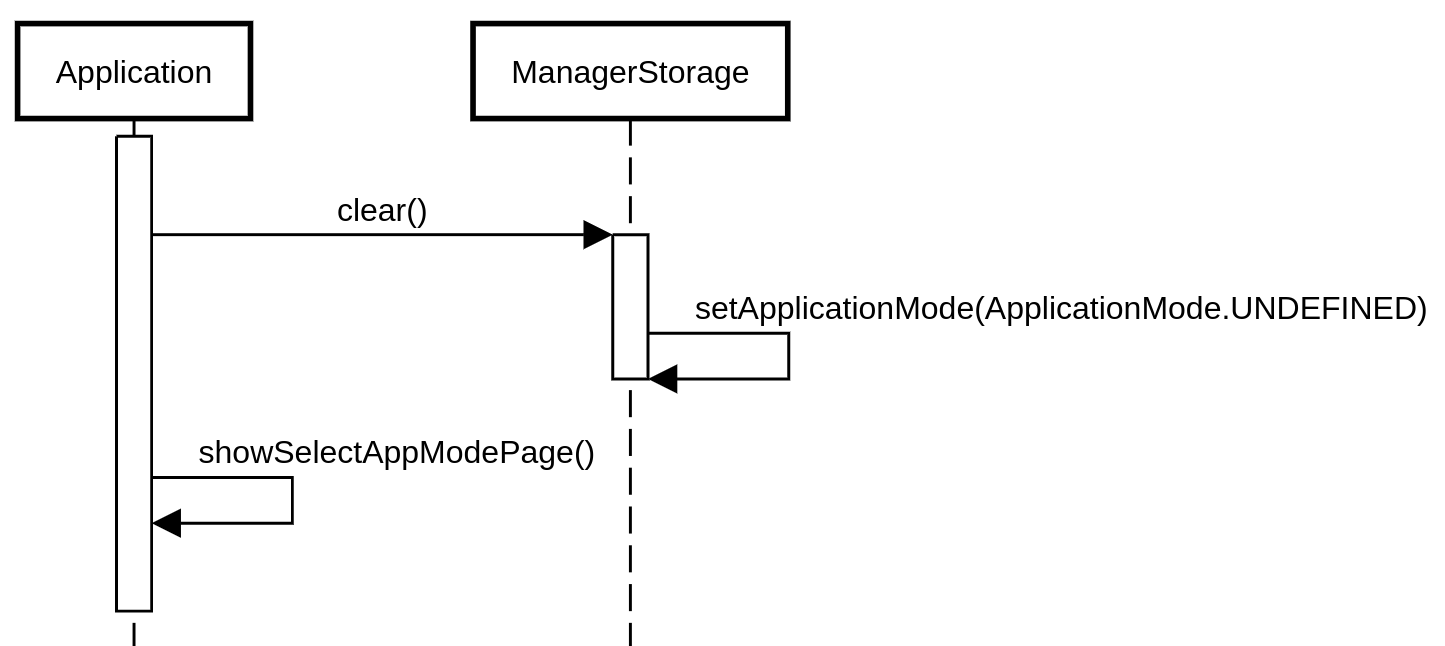 Application
ManagerStorage
clear()
setApplicationMode(ApplicationMode.UNDEFINED)
showSelectAppModePage()